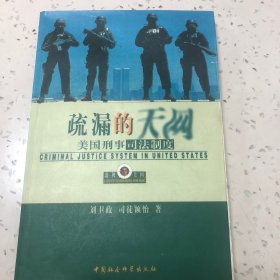 疏漏的天网
美国刑事司法制度
CRIMINAL JUSTICE SYSTEM IN UNITED STATES
刘卫政 司徒颖怡 著
中国社会科学出版社